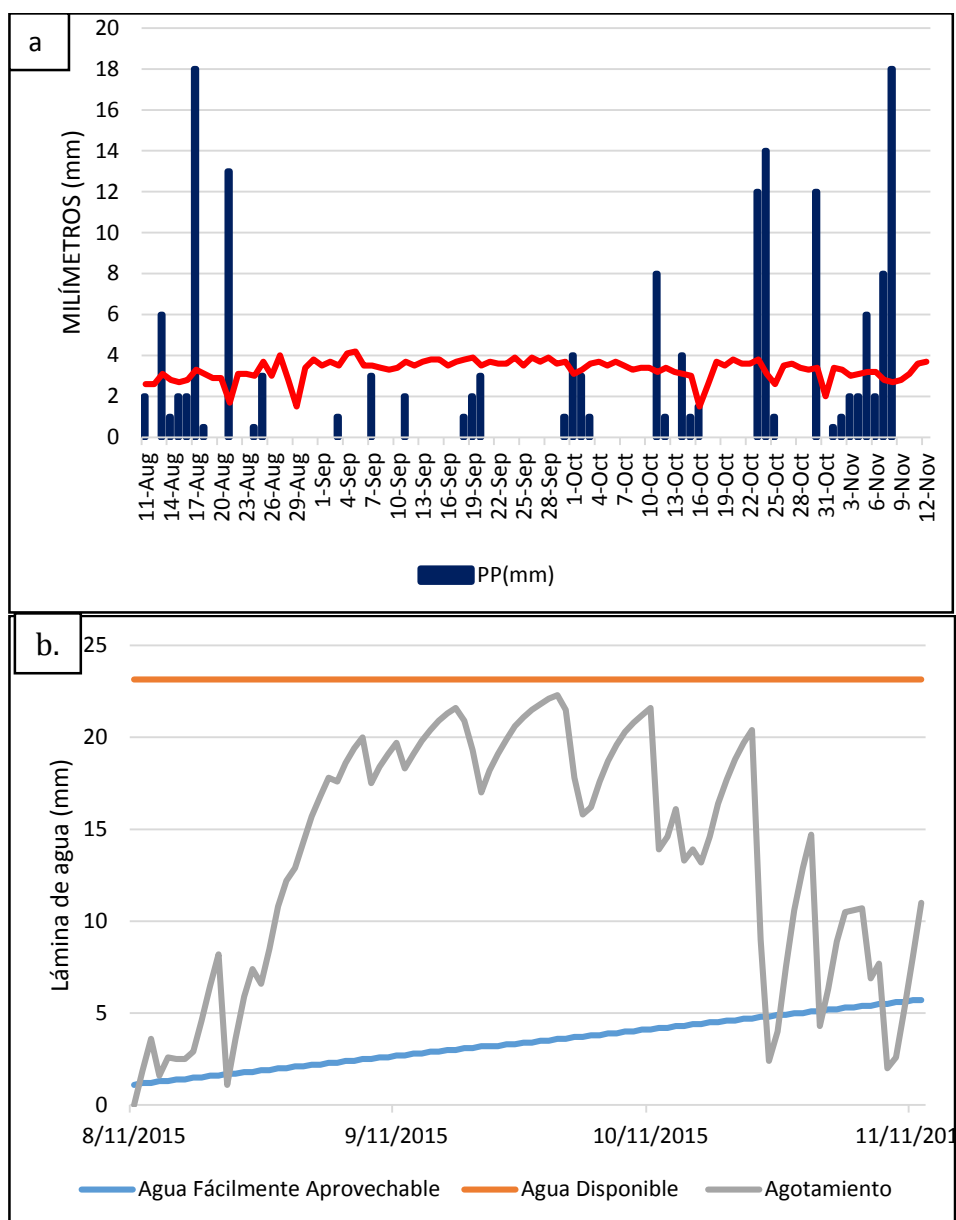 a
MILÍMETROS (mm)
20
18
16
14
12
10
8
6
4
2
0
11-Aug
14-Aug
17-Aug
20-Aug
23-Aug
26-Aug
29-Aug
1-Sep
4-Sep
7-Sep
10-Sep
13-Sep
16-Sep
19-Sep
22-Sep
25-Sep
28-Sep
1-Oct
4-Oct
7-Oct
10-Oct
13-Oct
16-Oct
19-Oct
22-Oct
25-Oct
28-Oct
31-Oct
3-Nov
6-Nov
9-Nov
12-Nov
PP(mm)
b.
Lámina de agua (mm)
25
20
15
10
5
0
8/11/2015
9/11/2015
10/11/2015
11/11/201
Agua Fácilmente Aprovechable
Agua Disponible
Agotamiento